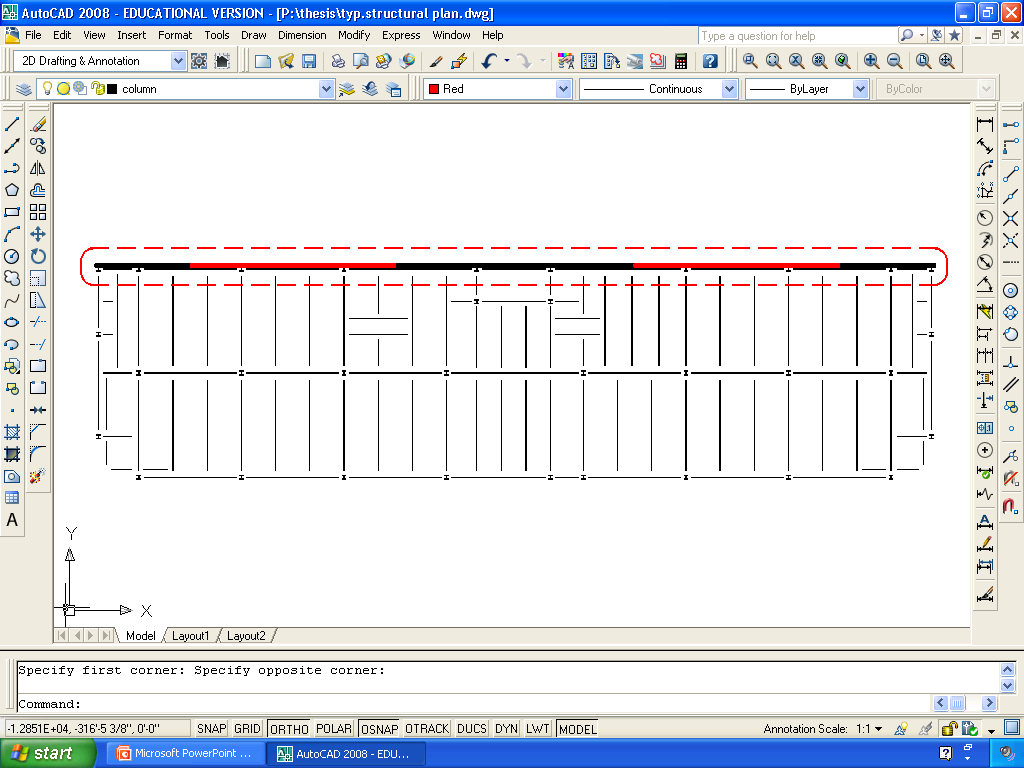 AutoCAD 2008 - EDUCATIONAL VERSION - [P:\thesis\typ.structural plan.dwg]
File Edit View Insert Format Tools Draw Dimension Modify Express Window Help Type a question for help
2D Drafting & Annotation
column Red Continuous ByLayer ByColor
A
Y
X
Model Layout1 Layout2
Specify first corner: Specify opposite corner:
Command:
-1.2851E+04, -316'-5 3/8", 0'-0" SNAP GRID ORTHO POLAR OSNAP OTRACK DUCS DYN LWT MODEL Annotation Scale: 1:1
start Microsoft PowerPoint ... AutoCAD 2008 - EDU...